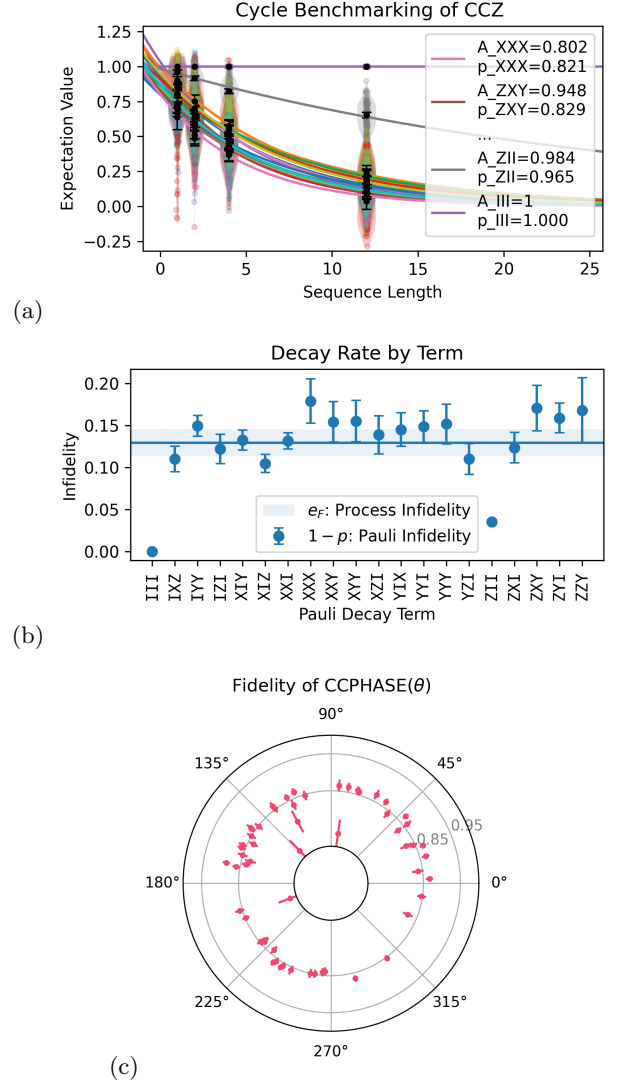 Cycle Benchmarking of CCZ
1.25
1.00
0.75
0.50
0.25
0.00
−0.25
Expectation Value
A_XXX=0.802
p_XXX=0.821
A_ZXY=0.948
p_ZXY=0.829
...
A_ZII=0.984
p_ZII=0.965
A_III=1
p_III=1.000
0 5 10 15 20 25
Sequence Length
(a)
Decay Rate by Term
0.20
0.15
0.10
0.05
0.00
Infidelity
e_F: Process Infidelity
1 − p: Pauli Infidelity
III IXZ IYY IZI XIY XIZ XXI XXX XXY XYY XZI YIX YYI YYY YZI ZII ZXI ZXY ZYI ZZY
Pauli Decay Term
(b)
Fidelity of CCPHASE(θ)
90°
135° 45°
0.95
0.85
180° 0°
225° 315°
270°
(c)